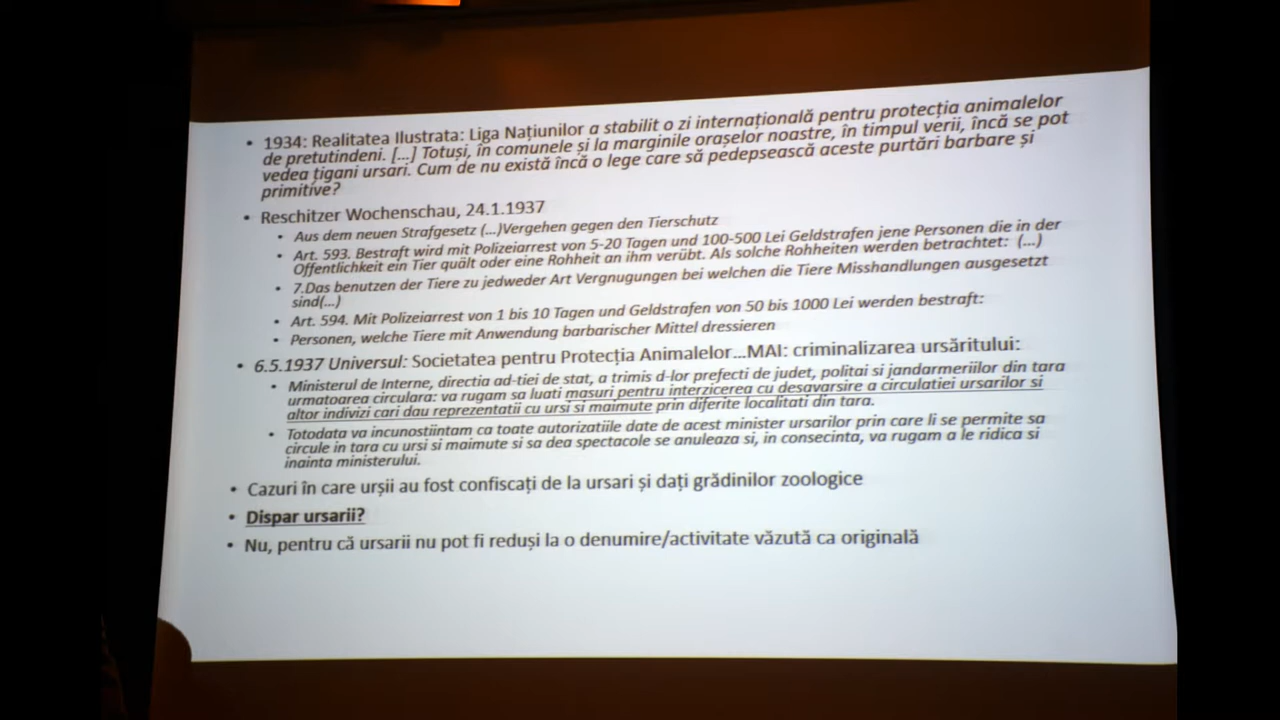 • 1934: Realitatea Ilustrata: Liga Națiunilor a stabilit o zi internațională pentru protecția animalelor
de pretutindeni. [...] Totuși, în comunele și la marginile orașelor noastre, în timpul verii, încă se pot
vedea țigani ursari. Cum de nu există încă o lege care să pedepsească aceste purtări barbare și
primitive?
• Reschitzer Wochenschau, 24.1.1937
• Aus dem neuen Strafgesetz (...)Vergehen gegen den Tierschutz
• Art. 593. Bestraft wird mit Polizeiarrest von 5-20 Tagen und 100-500 Lei Geldstrafen jene Personen die in der
Offentlichkeit ein Tier quält oder eine Rohheit an ihm verübt. Als solche Rohheiten werden betrachtet: (...)
• 7.Das benutzen der Tiere zu jedweder Art Vergnugungen bei welchen die Tiere Misshandlungen ausgesetzt
sind(...)
• Art. 594. Mit Polizeiarrest von 1 bis 10 Tagen und Geldstrafen von 50 bis 1000 Lei werden bestraft:
• Personen, welche Tiere mit Anwendung barbarischer Mittel dressieren
• 6.5.1937 Universul: Societatea pentru Protecția Animalelor...MAI: criminalizarea ursăritului:
• Ministerul de Interne, directia ad-tiei de stat, a trimis d-lor prefecti de judet, politai si jandarmeriilor din tara
urmatoarea circulara: va rugam sa luati masuri pentru interzicerea cu desavarsire a circulatiei ursarilor si
altor indivizi cari dau reprezentatii cu ursi si maimute prin diferite localitati din tara.
• Totodata va incunostiintam ca toate autorizatiile date de acest minister ursarilor prin care li se permite sa
circule in tara cu ursi si maimute si sa dea spectacole se anuleaza si, in consecinta, va rugam a le ridica si
inainta ministerului.
• Cazuri în care urșii au fost confiscați de la ursari și dați grădinilor zoologice
• Dispar ursarii?
• Nu, pentru că ursarii nu pot fi reduși la o denumire/activitate văzută ca originală